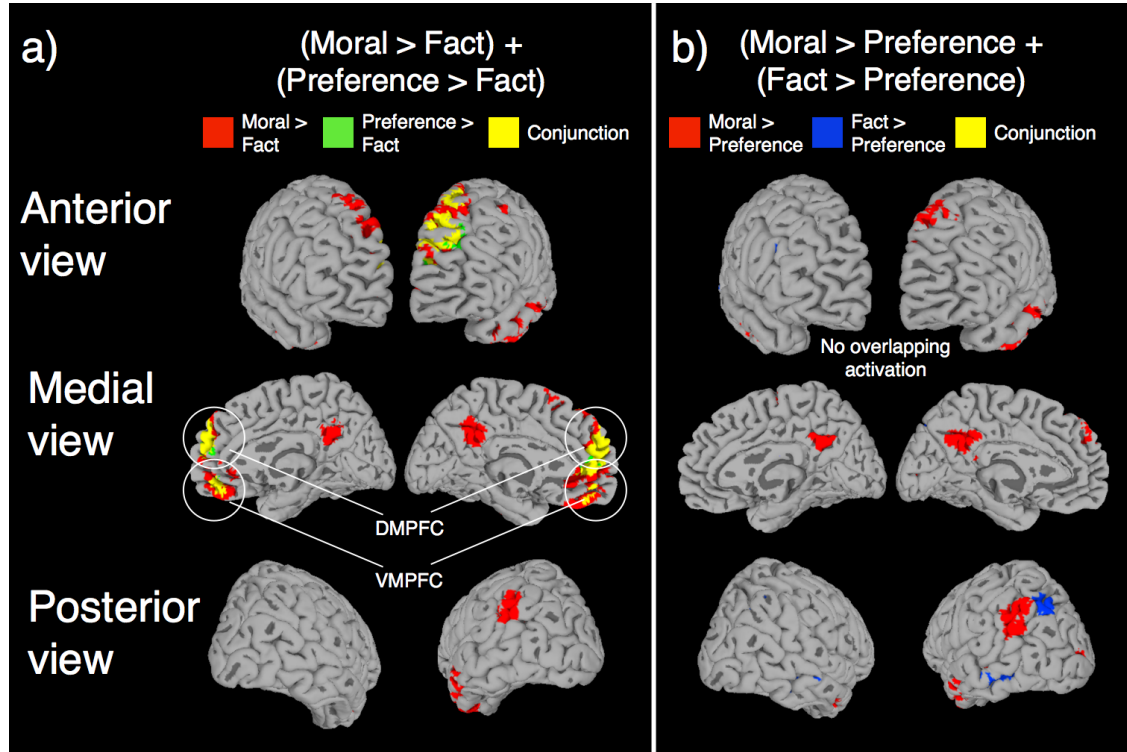 a)
(Moral > Fact) +
(Preference > Fact)
Moral >
Fact
Preference >
Fact
Conjunction
Anterior
view
Medial
view
DMPFC
VMPFC
Posterior
view
b)
(Moral > Preference +
(Fact > Preference)
Moral >
Preference
Fact >
Preference
Conjunction
No overlapping
activation